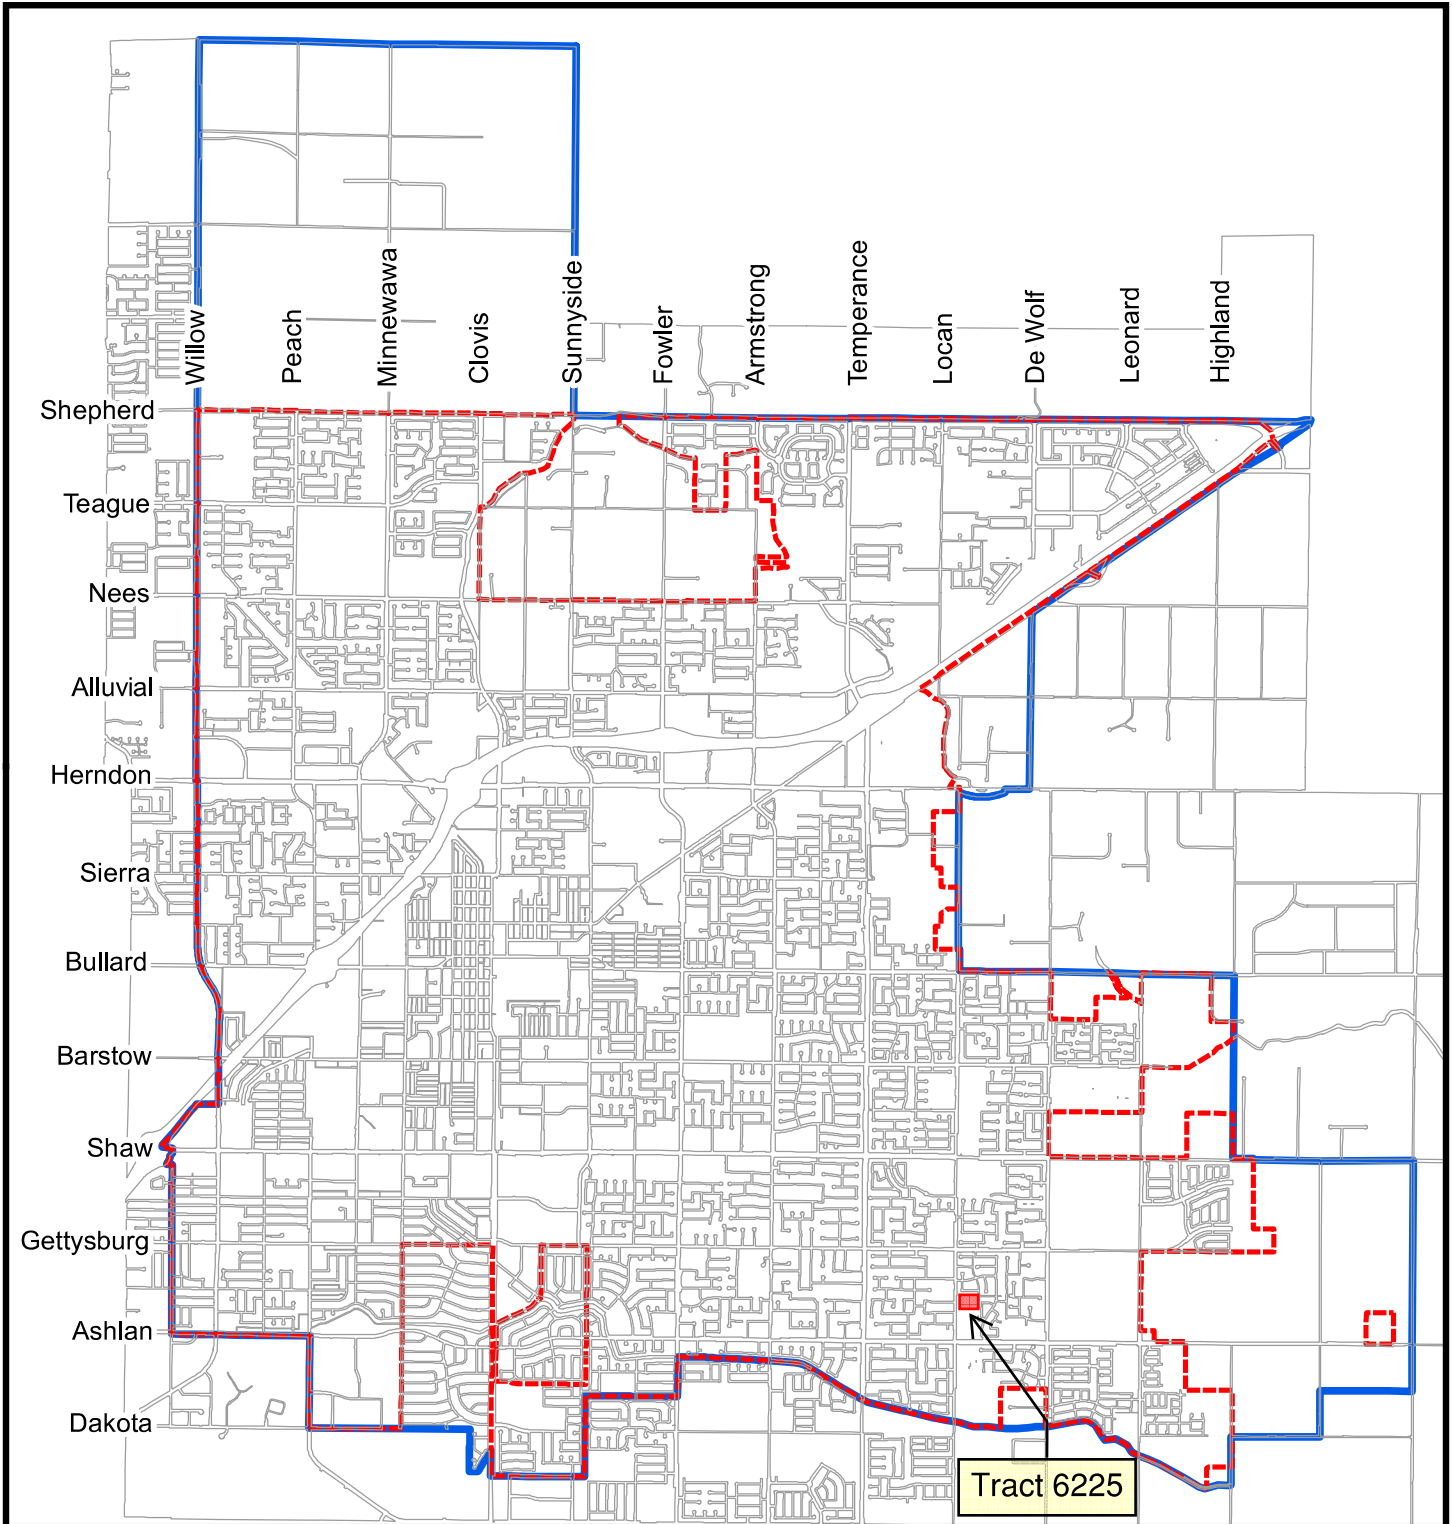 Willow
Peach
Minnewawa
Clovis
Sunnyside
Fowler
Armstrong
Temperance
Locan
De Wolf
Leonard
Highland
Shepherd
Teague
Nees
Alluvial
Herndon
Sierra
Bullard
Barstow
Shaw
Gettysburg
Ashlan
Dakota
Tract 6225